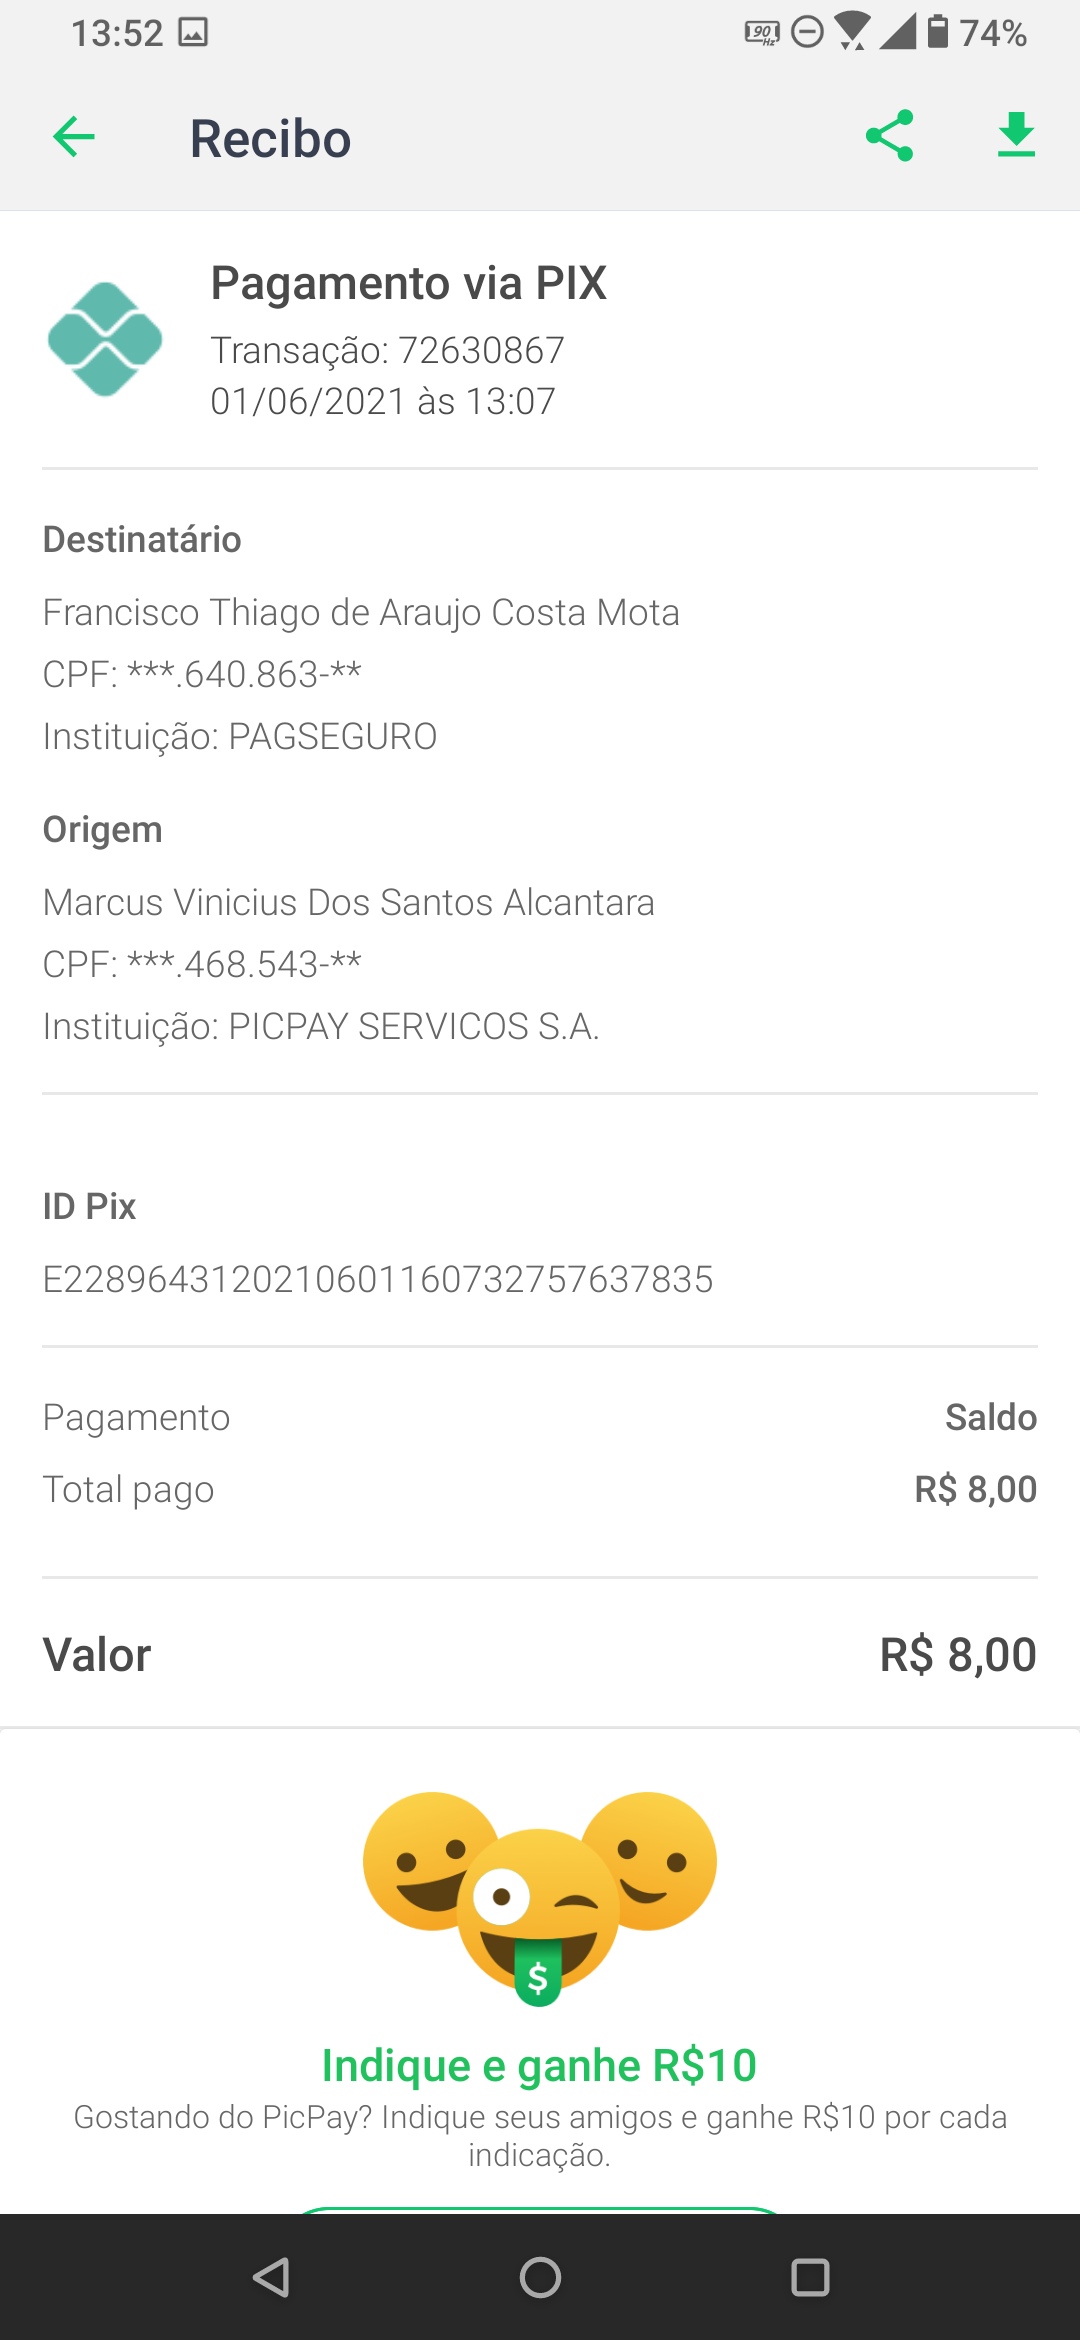 13:52
90 Hz
74%
Recibo
Pagamento via PIX
Transação: 72630867
01/06/2021 às 13:07
Destinatário
Francisco Thiago de Araujo Costa Mota
CPF: ***.640.863-**
Instituição: PAGSEGURO
Origem
Marcus Vinicius Dos Santos Alcantara
CPF: ***.468.543-**
Instituição: PICPAY SERVICOS S.A.
ID Pix
E2289643120210601160732757637835
Pagamento Saldo
Total pago R$ 8,00
Valor R$ 8,00
$
Indique e ganhe R$10
Gostando do PicPay? Indique seus amigos e ganhe R$10 por cada
indicação.